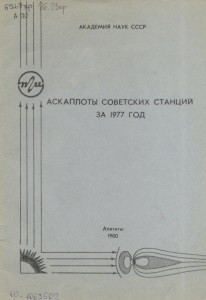 АКАДЕМИЯ НАУК СССР
АСКАПЛОТЫ СОВЕТСКИХ СТАНЦИЙ
ЗА 1977 ГОД
Апатиты
1980